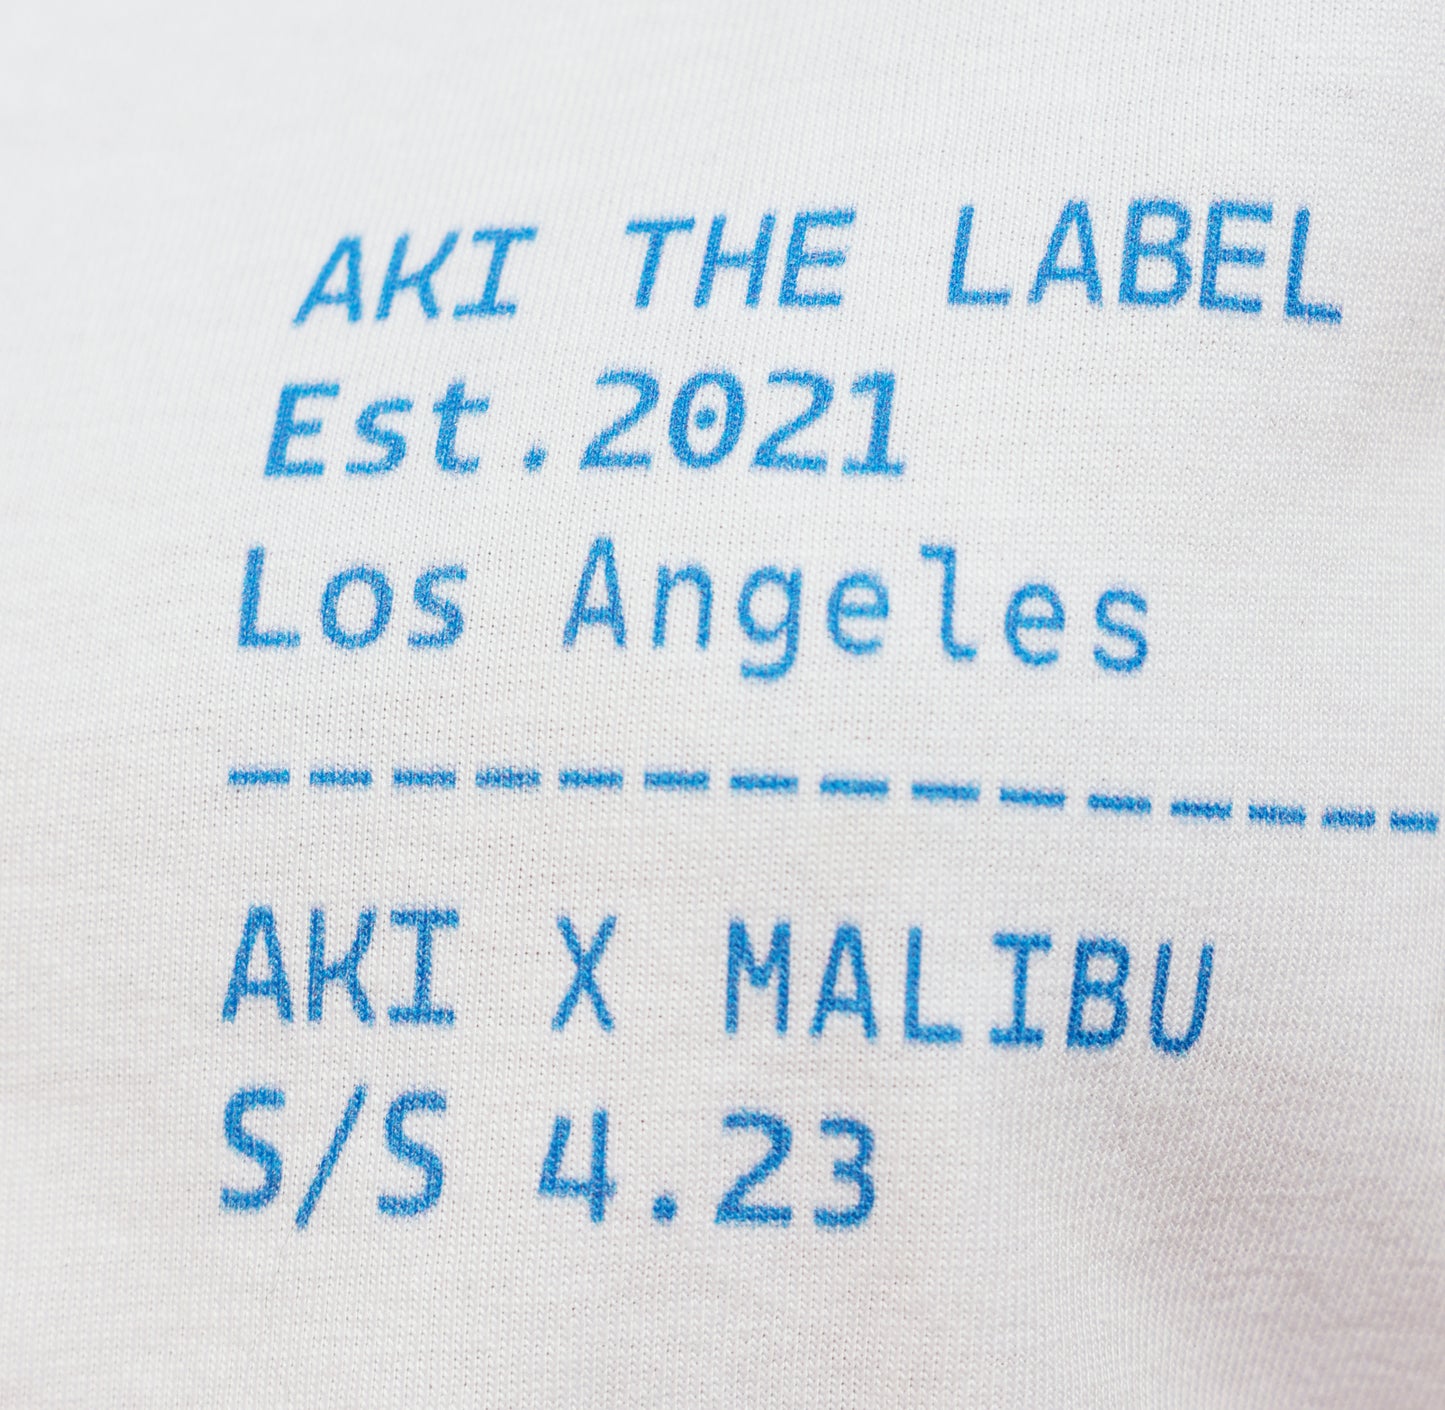 AKI THE LABEL
Est.2021
Los Angeles
---------------
AKI X MALIBU
S/S 4.23